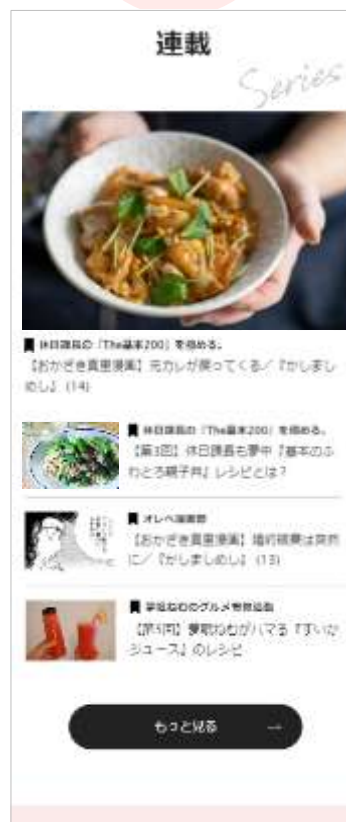 連載
Series
休日課長の「The基本200」を極める。
【おかざき真里漫画】元カレが戻ってくる／『かしまし
めし』(14)
休日課長の「The基本200」を極める。
【第3回】休日課長も夢中『基本のふ
わとろ親子丼』レシピとは？
オレペ漫画部
【おかざき真里漫画】婚約破棄は突然
に／『かしましめし』(13)
夢眠ねむのグルメ
【第5回】夢眠ねむがハマる『すいか
ジュース』のレシピ
もっと見る